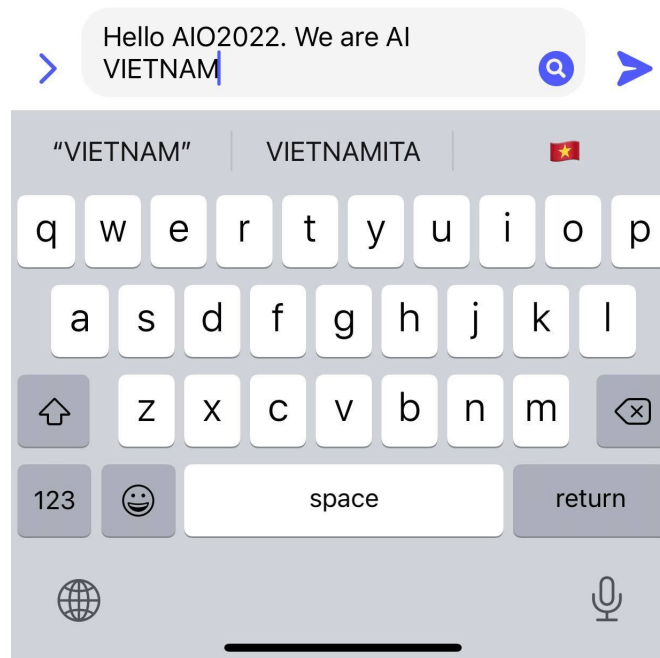 Hello AIO2022. We are AI
VIETNAM
“VIETNAM” VIETNAMITA 🇻🇳
q w e r t y u i o p
a s d f g h j k l
z x c v b n m
123 space return